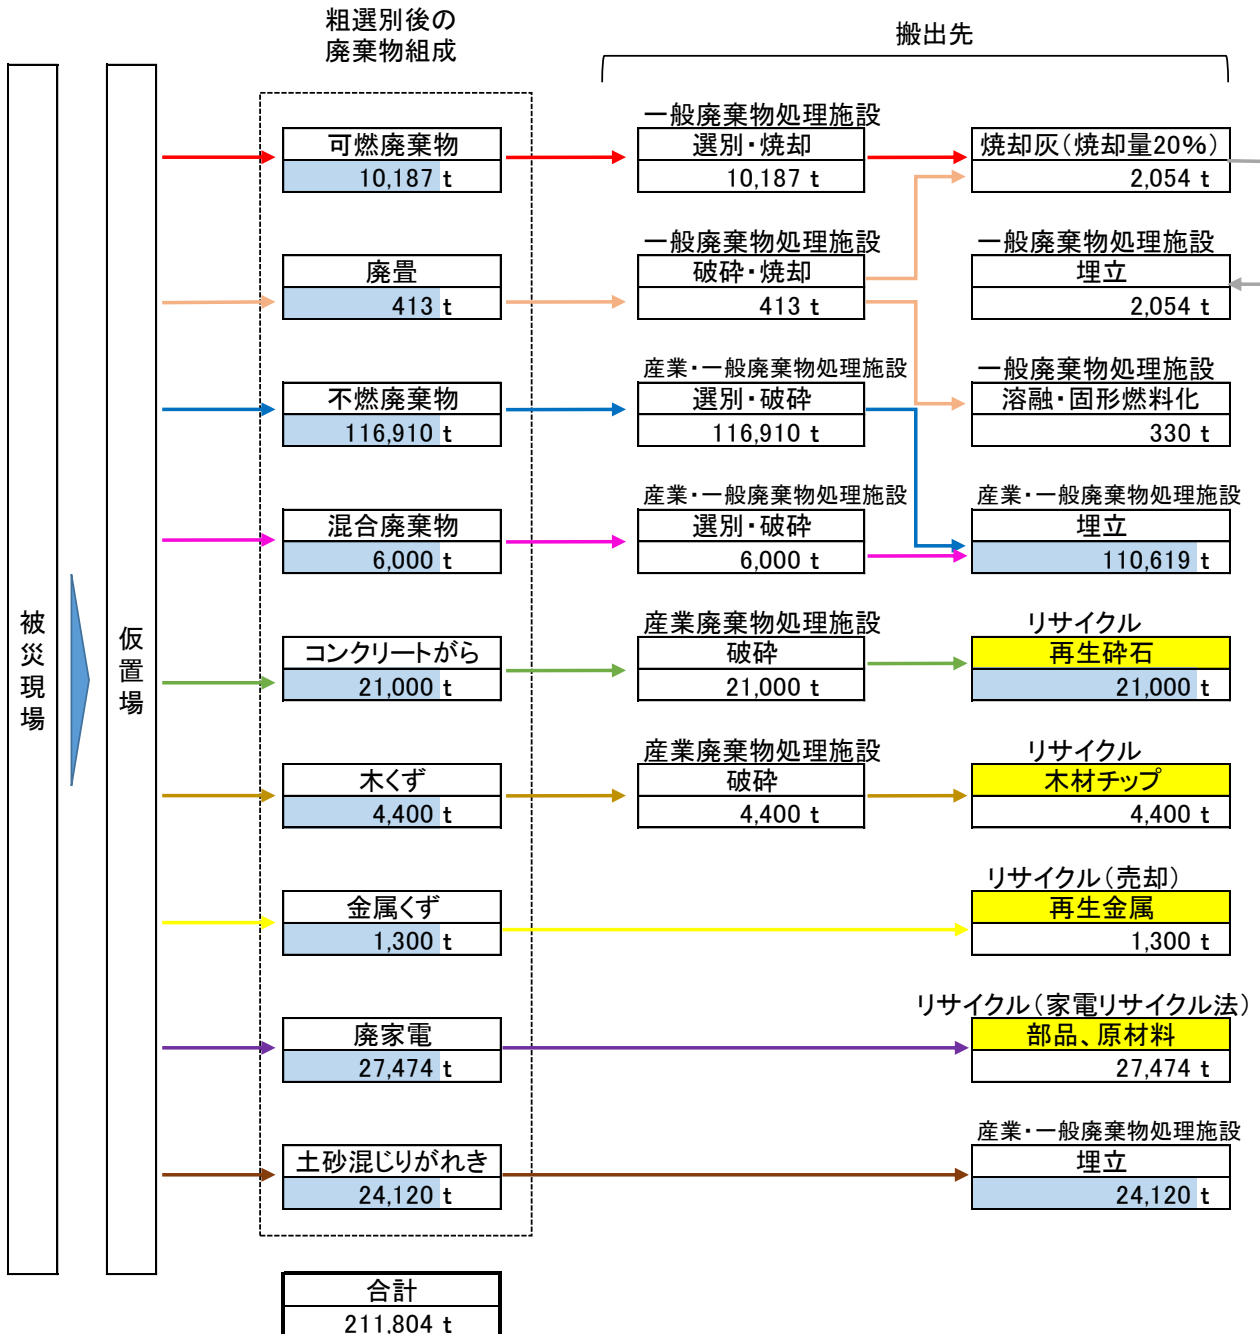 粗選別後の
廃棄物組成
搬出先
被災現場
仮置場
一般廃棄物処理施設
可燃廃棄物
選別・焼却
焼却灰（焼却量20%）
10,187 t
10,187 t
2,054 t
一般廃棄物処理施設
一般廃棄物処理施設
廃畳
破砕・焼却
埋立
413 t
413 t
2,054 t
産業・一般廃棄物処理施設
一般廃棄物処理施設
不燃廃棄物
選別・破砕
溶融・固形燃料化
116,910 t
116,910 t
330 t
産業・一般廃棄物処理施設
産業・一般廃棄物処理施設
混合廃棄物
選別・破砕
埋立
6,000 t
6,000 t
110,619 t
産業廃棄物処理施設
リサイクル
コンクリートがら
破砕
再生砕石
21,000 t
21,000 t
21,000 t
産業廃棄物処理施設
リサイクル
木くず
破砕
木材チップ
4,400 t
4,400 t
4,400 t
リサイクル（売却）
金属くず
再生金属
1,300 t
1,300 t
リサイクル（家電リサイクル法）
廃家電
部品、原材料
27,474 t
27,474 t
産業・一般廃棄物処理施設
土砂混じりがれき
埋立
24,120 t
24,120 t
合計
211,804 t